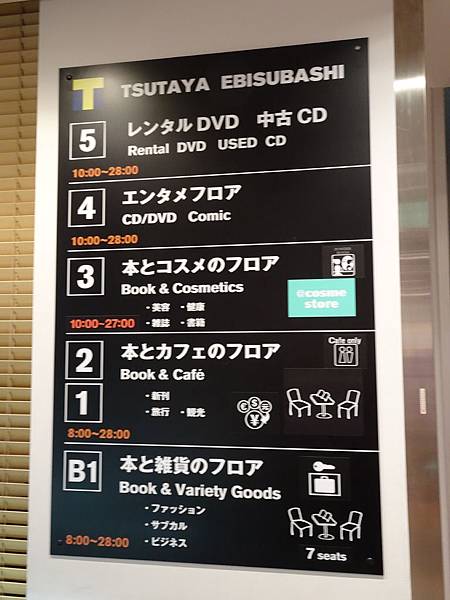 T TSUTAYA EBISUBASHI
5 レンタルDVD 中古CD
Rental DVD USED CD
10:00~28:00
4 エンタメフロア
CD/DVD Comic
10:00~28:00
3 本とコスメのフロア
Book & Cosmetics
・美容 ・健康
・雑誌 ・書籍
10:00~27:00
@cosme
store
2 本とカフェのフロア
Book & Café
Cafe only
1
・新刊
・旅行 ・観光
€ $ 元
¥
8:00~28:00
B1 本と雑貨のフロア
Book & Variety Goods
・ファッション
・サブカル
・ビジネス
8:00~28:00
7 seats